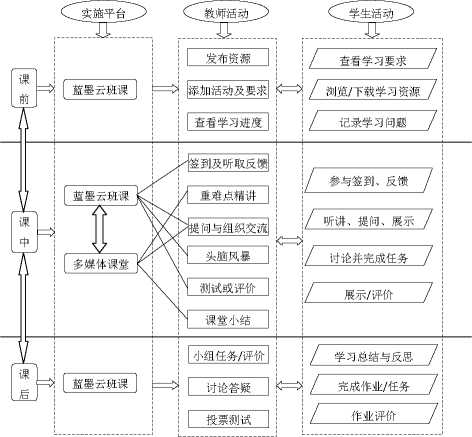 实施平台
教师活动
学生活动
课前
蓝墨云班课
发布资源
添加活动及要求
查看学习进度
查看学习要求
浏览/下载学习资源
记录学习问题
课中
蓝墨云班课
多媒体课堂
签到及听取反馈
重难点精讲
提问与组织交流
头脑风暴
测试或评价
课堂小结
参与签到、反馈
听讲、提问、展示
讨论并完成任务
展示/评价
课后
蓝墨云班课
小组任务/评价
讨论答疑
投票测试
学习总结与反思
完成作业/任务
作业评价